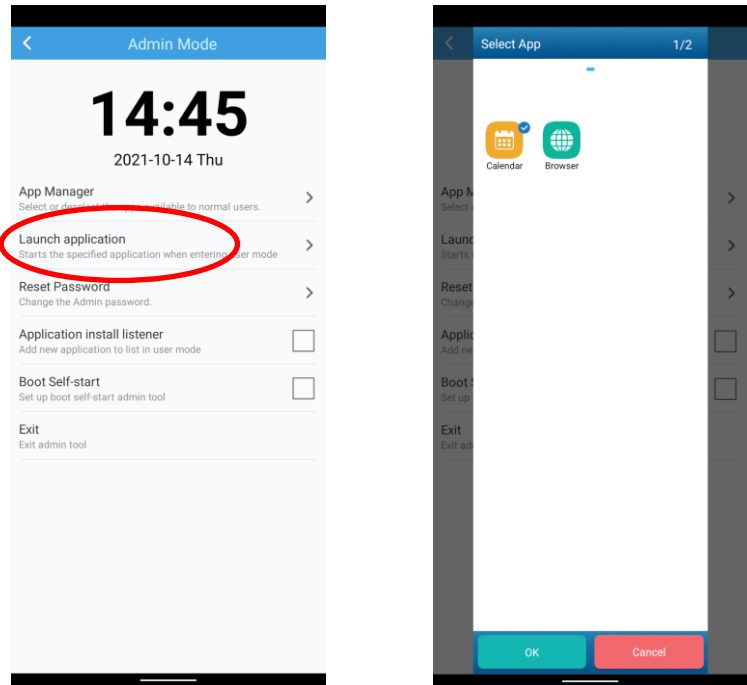 Admin Mode
14:45
2021-10-14 Thu
App Manager
Select or deselect the apps available to normal users.
Launch application
Starts the specified application when entering user mode
Reset Password
Change the Admin password.
Application install listener
Add new application to list in user mode
Boot Self-start
Set up boot self-start admin tool
Exit
Exit admin tool
Select App 1/2
Calendar Browser
App M
Select
Launc
Starts
Reset
Change
Applic
Add ne
Boot S
Set up
Exit
Exit ad
OK Cancel